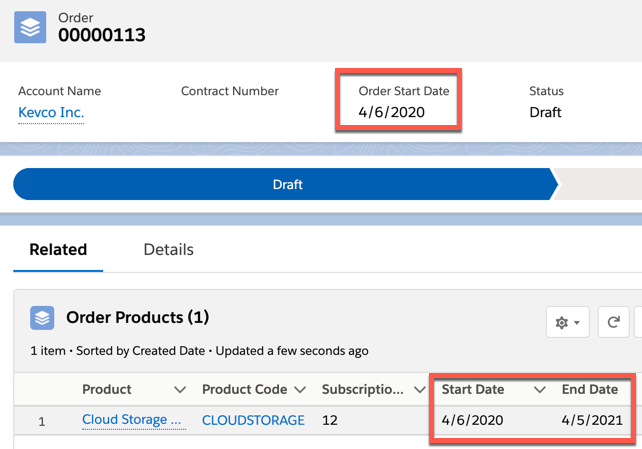 Order
00000113
Account Name Contract Number Order Start Date Status
Kevco Inc. 4/6/2020 Draft
Draft
Related Details
Order Products (1)
1 item • Sorted by Created Date • Updated a few seconds ago
Product Product Code Subscriptio... Start Date End Date
1 Cloud Storage ... CLOUDSTORAGE 12 4/6/2020 4/5/2021